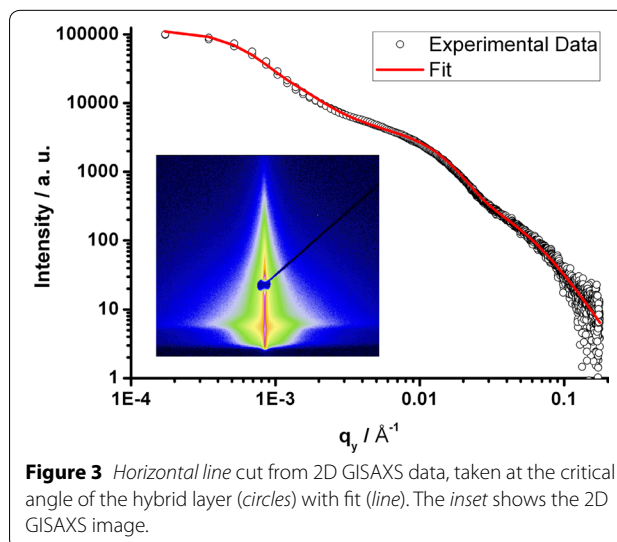 100000
10000
1000
100
10
1
1E-4
1E-3
0.01
0.1
Intensity / a. u.
q_y / Å⁻¹
Experimental Data
Fit
Figure 3 Horizontal line cut from 2D GISAXS data, taken at the critical
angle of the hybrid layer (circles) with fit (line). The inset shows the 2D
GISAXS image.